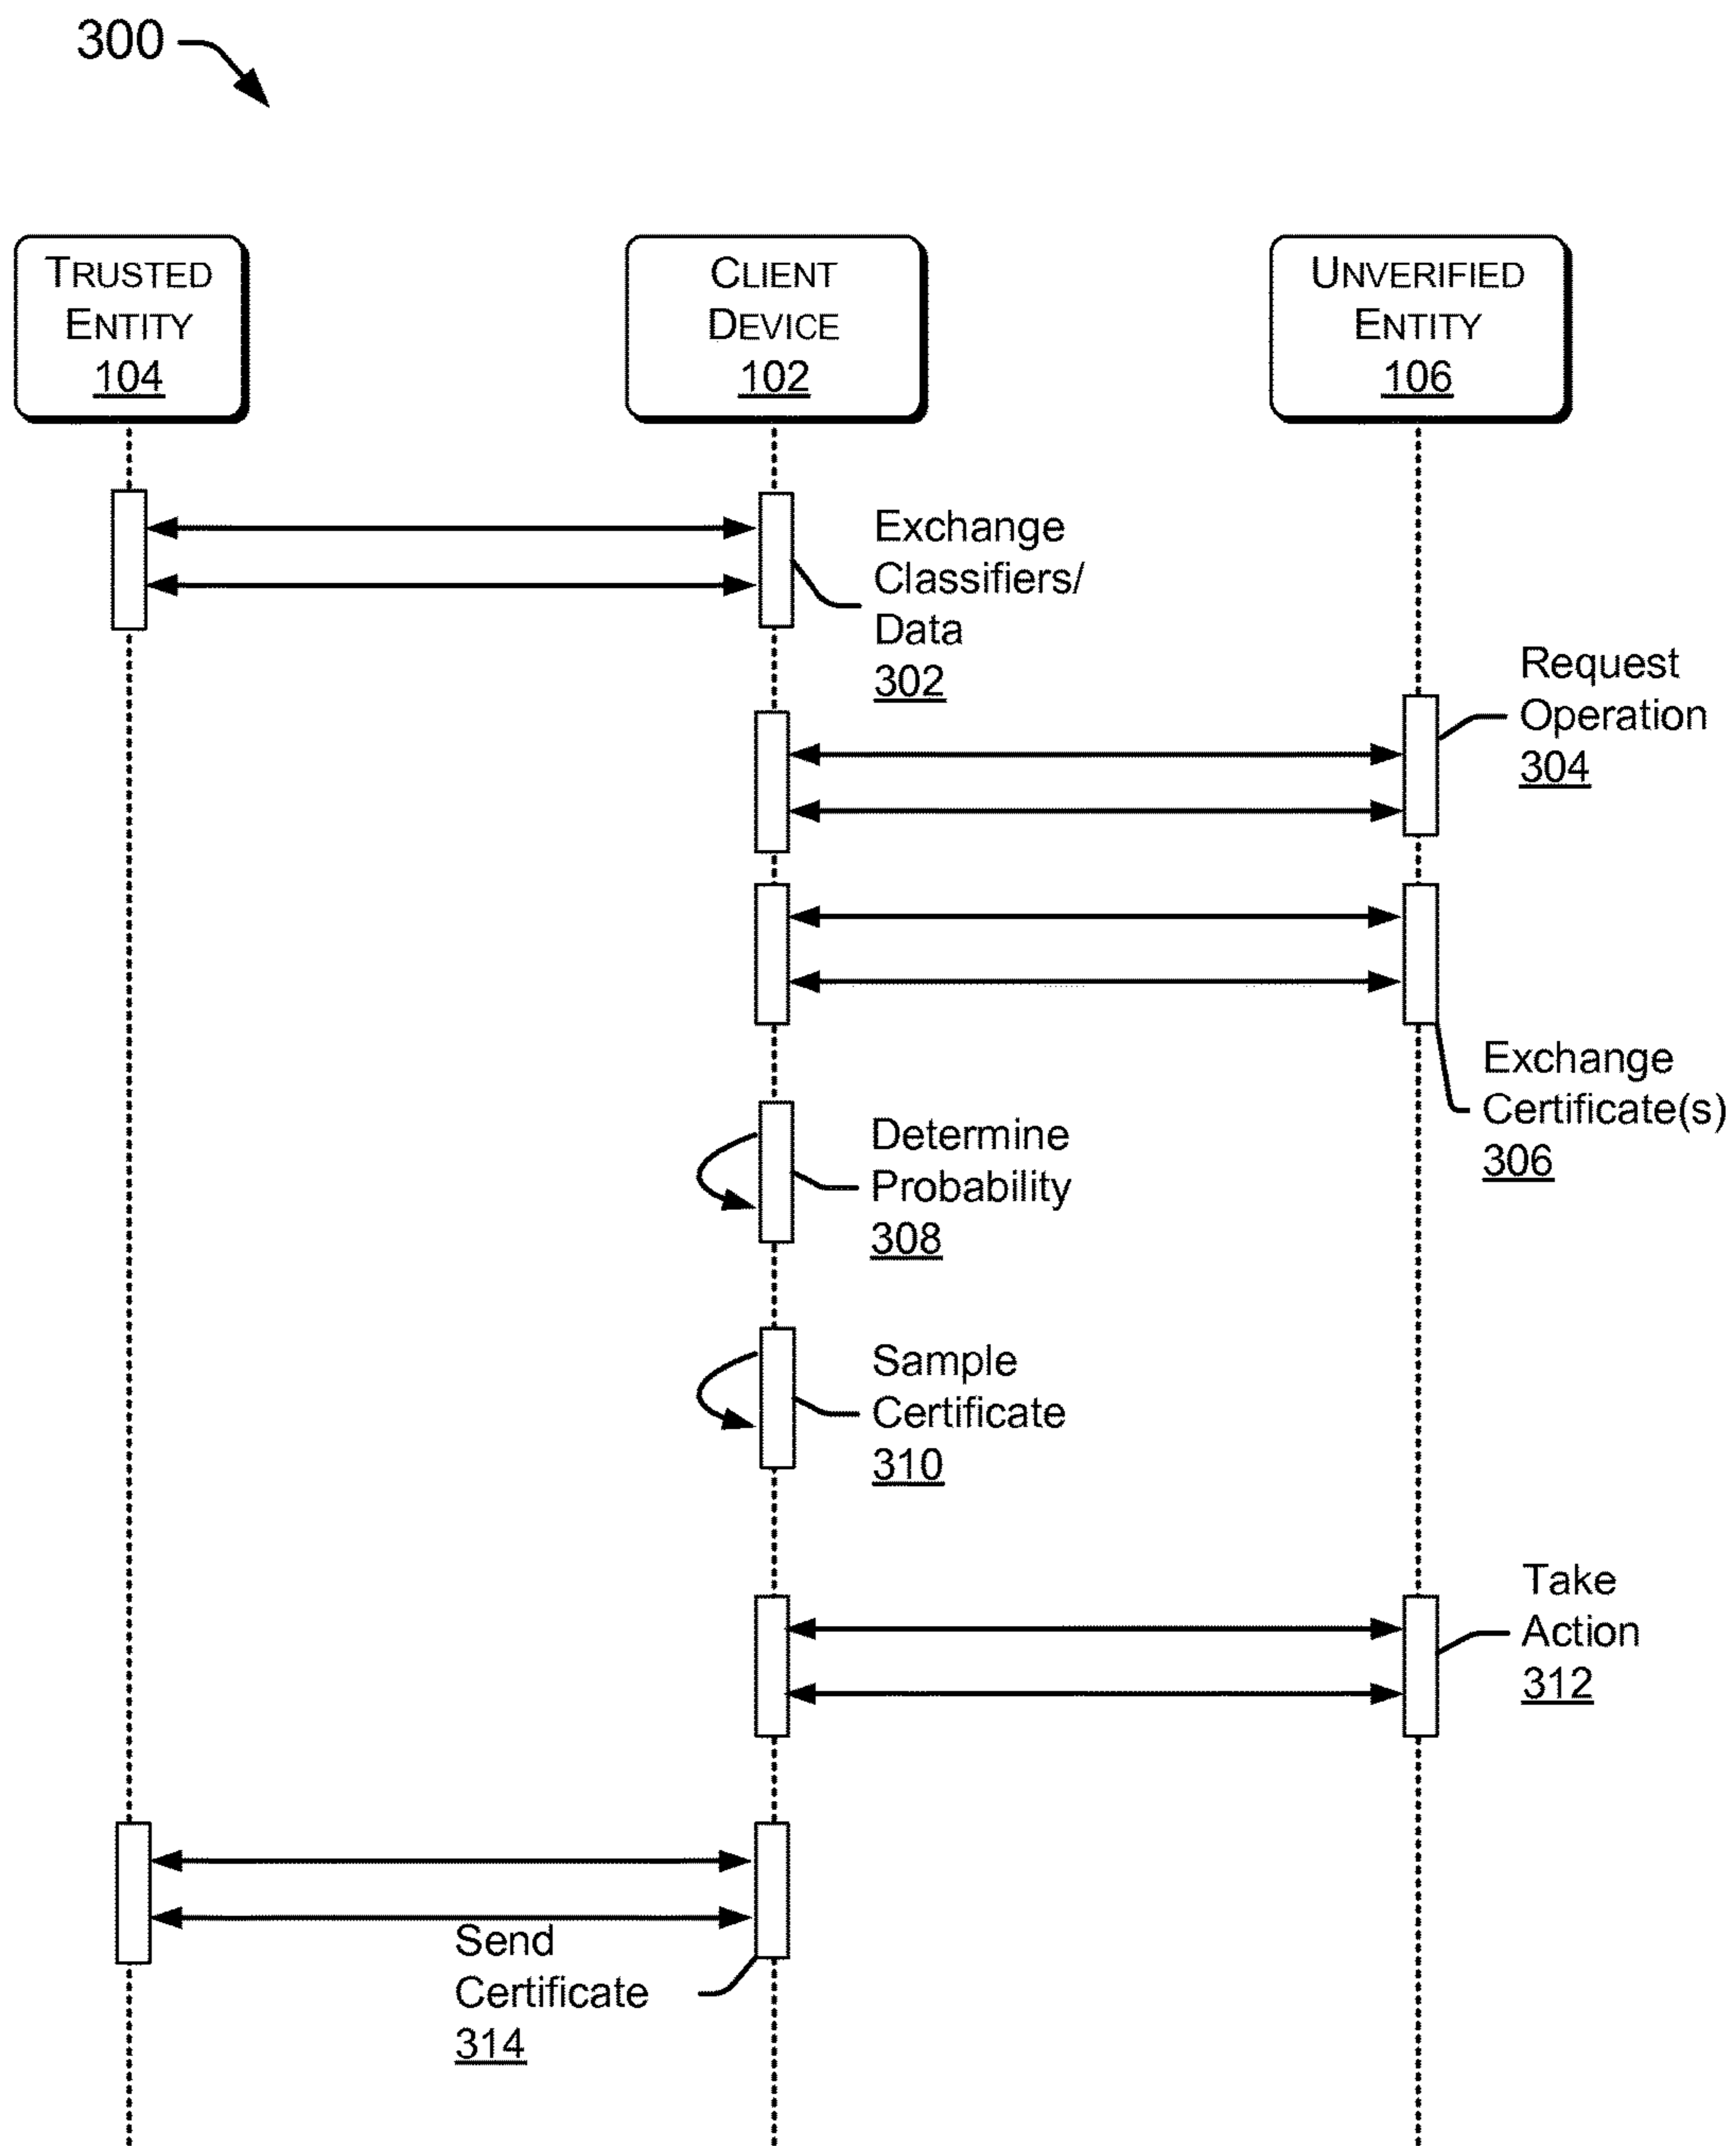 300
TRUSTED
ENTITY
104
CLIENT
DEVICE
102
UNVERIFIED
ENTITY
106
Exchange
Classifiers/
Data
302
Request
Operation
304
Exchange
Certificate(s)
306
Determine
Probability
308
Sample
Certificate
310
Take
Action
312
Send
Certificate
314